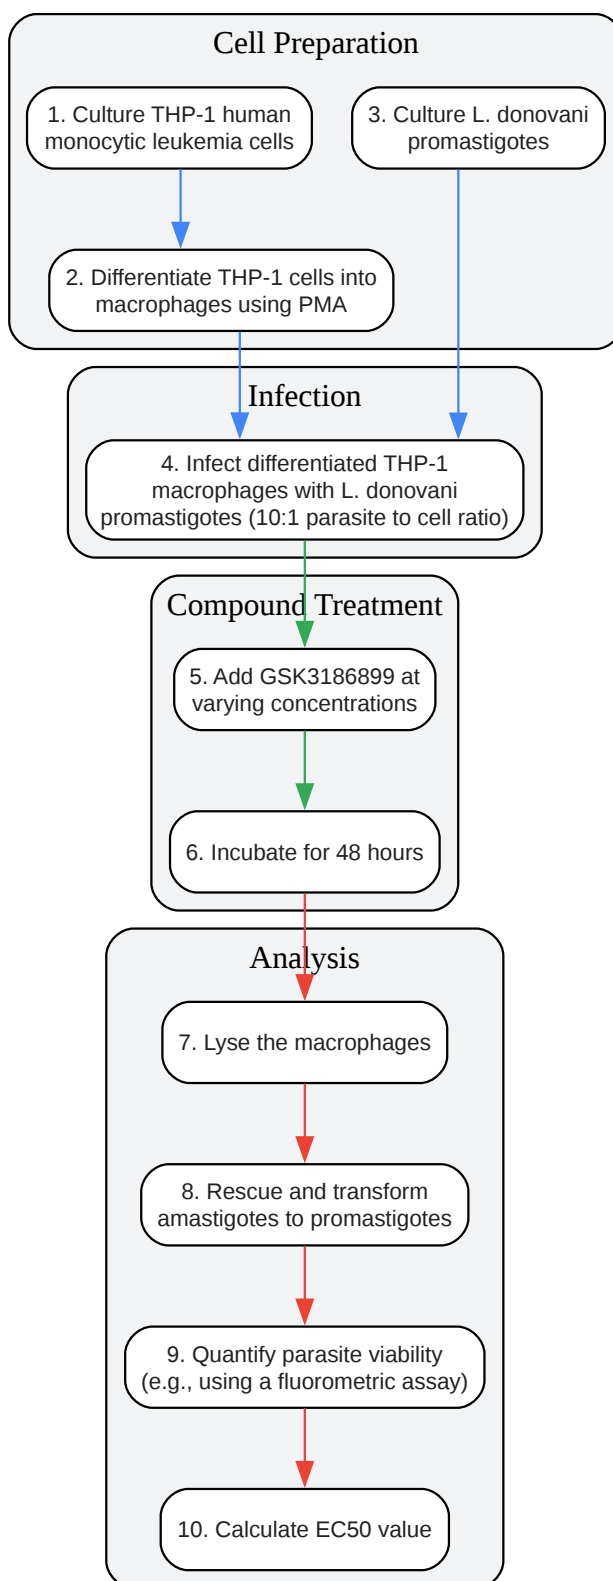 Cell Preparation
1. Culture THP-1 human
monocytic leukemia cells
3. Culture L. donovani
promastigotes
2. Differentiate THP-1 cells into
macrophages using PMA
Infection
4. Infect differentiated THP-1
macrophages with L. donovani
promastigotes (10:1 parasite to cell ratio)
Compound Treatment
5. Add GSK3186899 at
varying concentrations
6. Incubate for 48 hours
Analysis
7. Lyse the macrophages
8. Rescue and transform
amastigotes to promastigotes
9. Quantify parasite viability
(e.g., using a fluorometric assay)
10. Calculate EC50 value